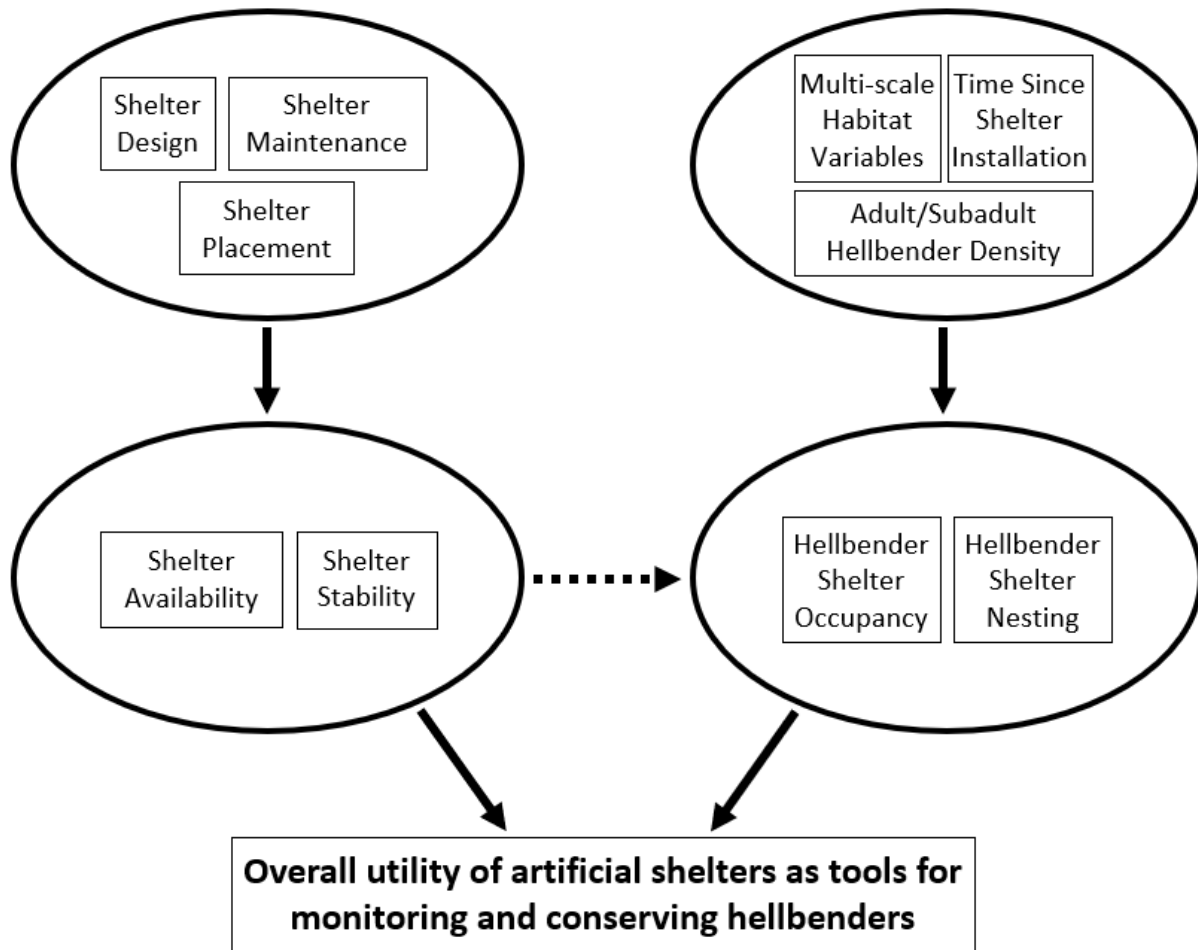 Shelter
Design
Shelter
Maintenance
Shelter
Placement
Multi-scale
Habitat
Variables
Time Since
Shelter
Installation
Adult/Subadult
Hellbender Density
Shelter
Availability
Shelter
Stability
Hellbender
Shelter
Occupancy
Hellbender
Shelter
Nesting
Overall utility of artificial shelters as tools for
monitoring and conserving hellbenders